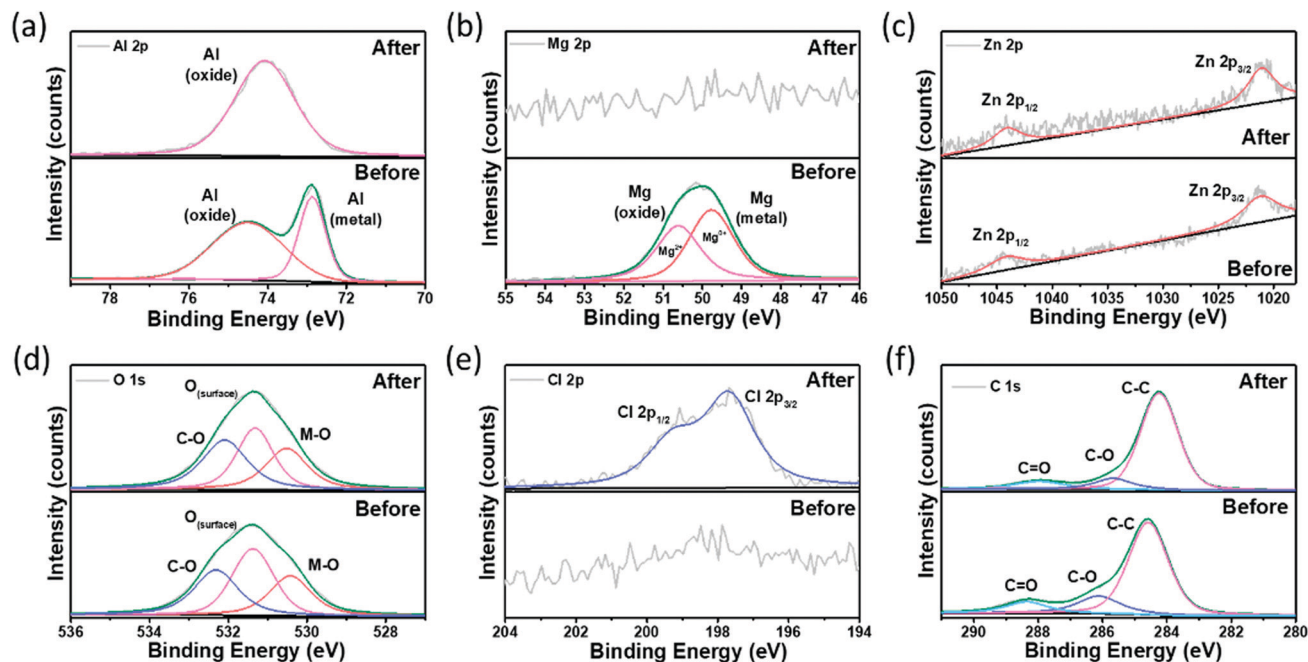 (a)
Al 2p
After
Al
(oxide)
Before
Al
(oxide)
Al
(metal)
78 76 74 72 70
Binding Energy (eV)
Intensity (counts)
(b)
Mg 2p
After
Before
Mg
(oxide)
Mg
(metal)
Mg²⁺
55 54 53 52 51 50 49 48 47 46
Binding Energy (eV)
Intensity (counts)
(c)
Zn 2p
Zn 2p3/2
Zn 2p1/2
After
Zn 2p3/2
Zn 2p1/2
Before
1050 1045 1040 1035 1030 1025 1020
Binding Energy (eV)
Intensity (counts)
(d)
O 1s
After
O(surface)
C-O
M-O
Before
O(surface)
C-O
M-O
536 534 532 530 528
Binding Energy (eV)
Intensity (counts)
(e)
Cl 2p
After
Cl 2p1/2
Cl 2p3/2
Before
204 202 200 198 196 194
Binding Energy (eV)
Intensity (counts)
(f)
C 1s
After
C-C
C-O
C=O
Before
C-C
C-O
C=O
290 288 286 284 282 280
Binding Energy (eV)
Intensity (counts)